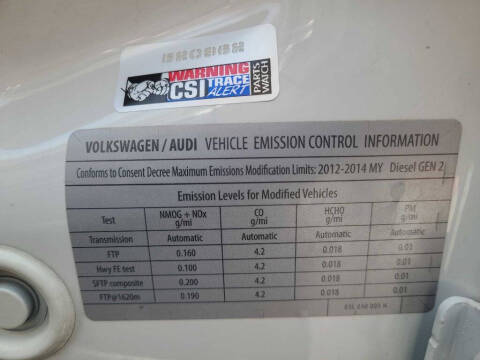 WARNING
CSI TRACE
ALERT
PARTS WATCH
VOLKSWAGEN / AUDI VEHICLE EMISSION CONTROL INFORMATION
Conforms to Consent Decree Maximum Emissions Modification Limits: 2012-2014 MY Diesel GEN 2
Emission Levels for Modified Vehicles
Test NMOG + NOx g/mi CO g/mi HCHO g/mi PM g/mi
Transmission Automatic Automatic Automatic Automatic
FTP 0.160 4.2 0.018 0.01
Hwy FE test 0.100 4.2 0.018 0.01
SFTP composite 0.200 4.2 0.018 0.01
FTP@1620m 0.190 4.2 0.018 0.01